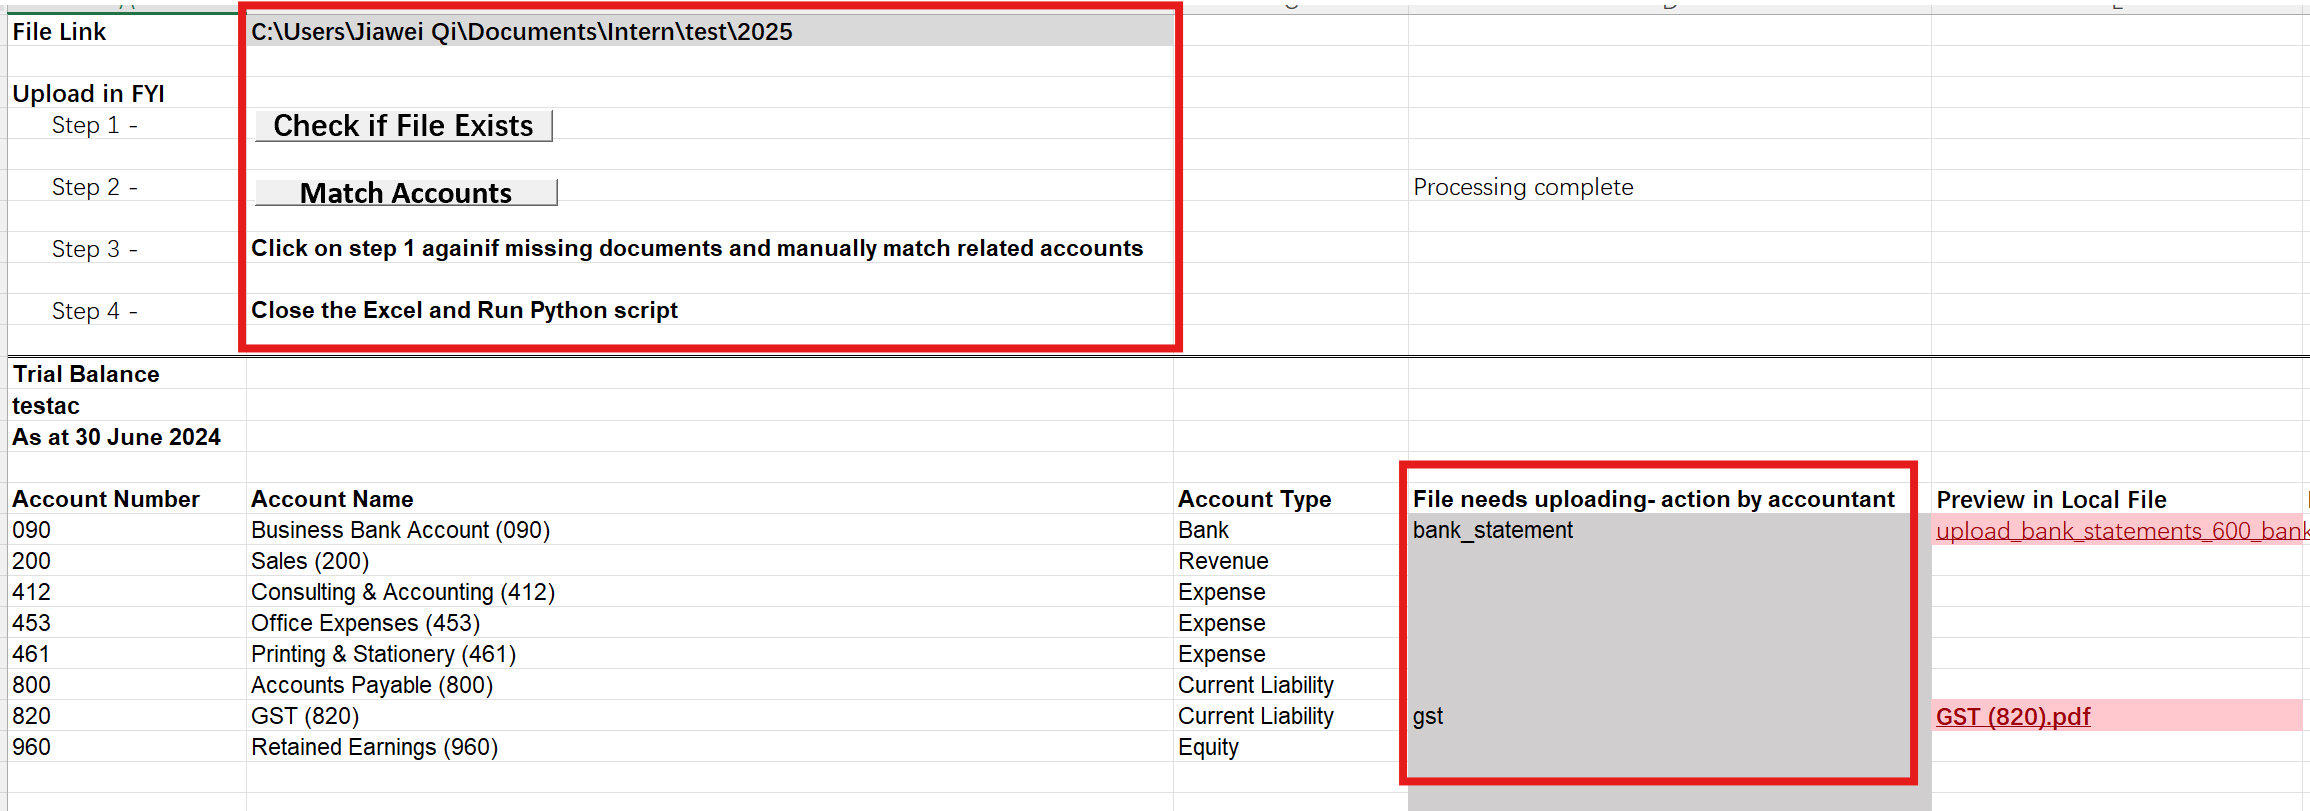 File Link C:\Users\Jiawei Qi\Documents\Intern\test\2025
Upload in FYI
Step 1 - Check if File Exists
Step 2 - Match Accounts Processing complete
Step 3 - Click on step 1 againif missing documents and manually match related accounts
Step 4 - Close the Excel and Run Python script
Trial Balance
testac
As at 30 June 2024
Account Number Account Name Account Type File needs uploading- action by accountant Preview in Local File
090 Business Bank Account (090) Bank bank_statement upload_bank_statements_600_bank
200 Sales (200) Revenue
412 Consulting & Accounting (412) Expense
453 Office Expenses (453) Expense
461 Printing & Stationery (461) Expense
800 Accounts Payable (800) Current Liability
820 GST (820) Current Liability gst GST (820).pdf
960 Retained Earnings (960) Equity